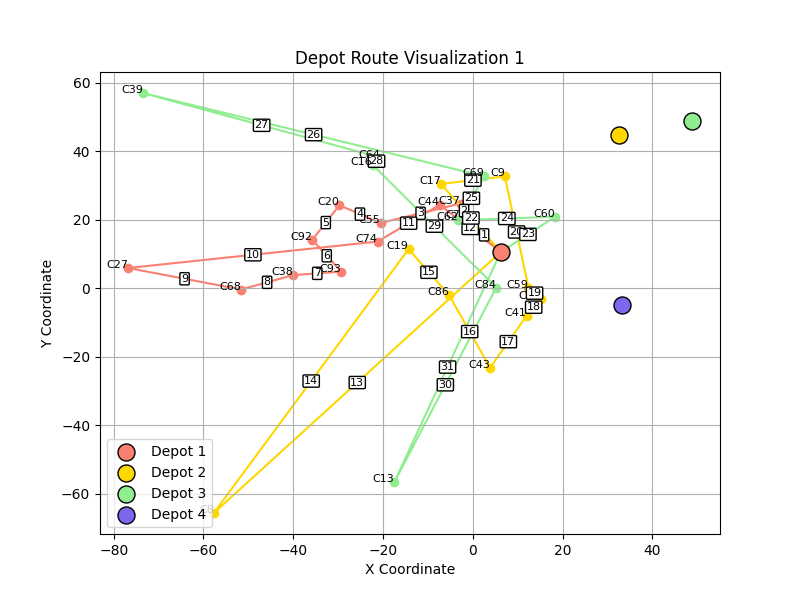 Depot Route Visualization 1
60
40
20
0
−20
−40
−60
Y Coordinate
C39
27
26
C64
C16
28
C69
C9
21
C17
25
C20
C44
C37
3
4
5
C55
C62
22
24
C60
29
12
1
23
11
C92
C74
C19
6
10
C27
9
C38
7
C93
8
C68
15
C86
C84
C59
19
18
C41
16
17
C43
31
30
14
13
C13
Depot 1
Depot 2
Depot 3
Depot 4
−80
−60
−40
−20
0
20
40
X Coordinate